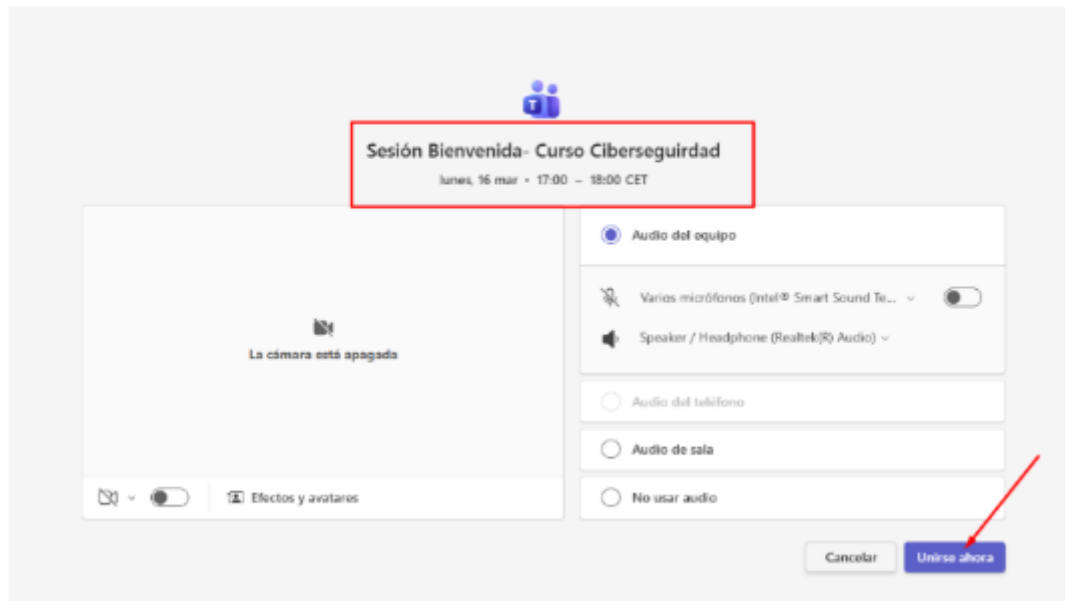 T
Sesión Bienvenida- Curso Ciberseguirdad
lunes, 16 mar • 17:00 – 18:00 CET
La cámara está apagada
Efectos y avatares
Audio del equipo
Varios micrófonos (Intel® Smart Sound Te...
Speaker / Headphone (Realtek(R) Audio)
Audio del teléfono
Audio de sala
No usar audio
Cancelar
Unirse ahora